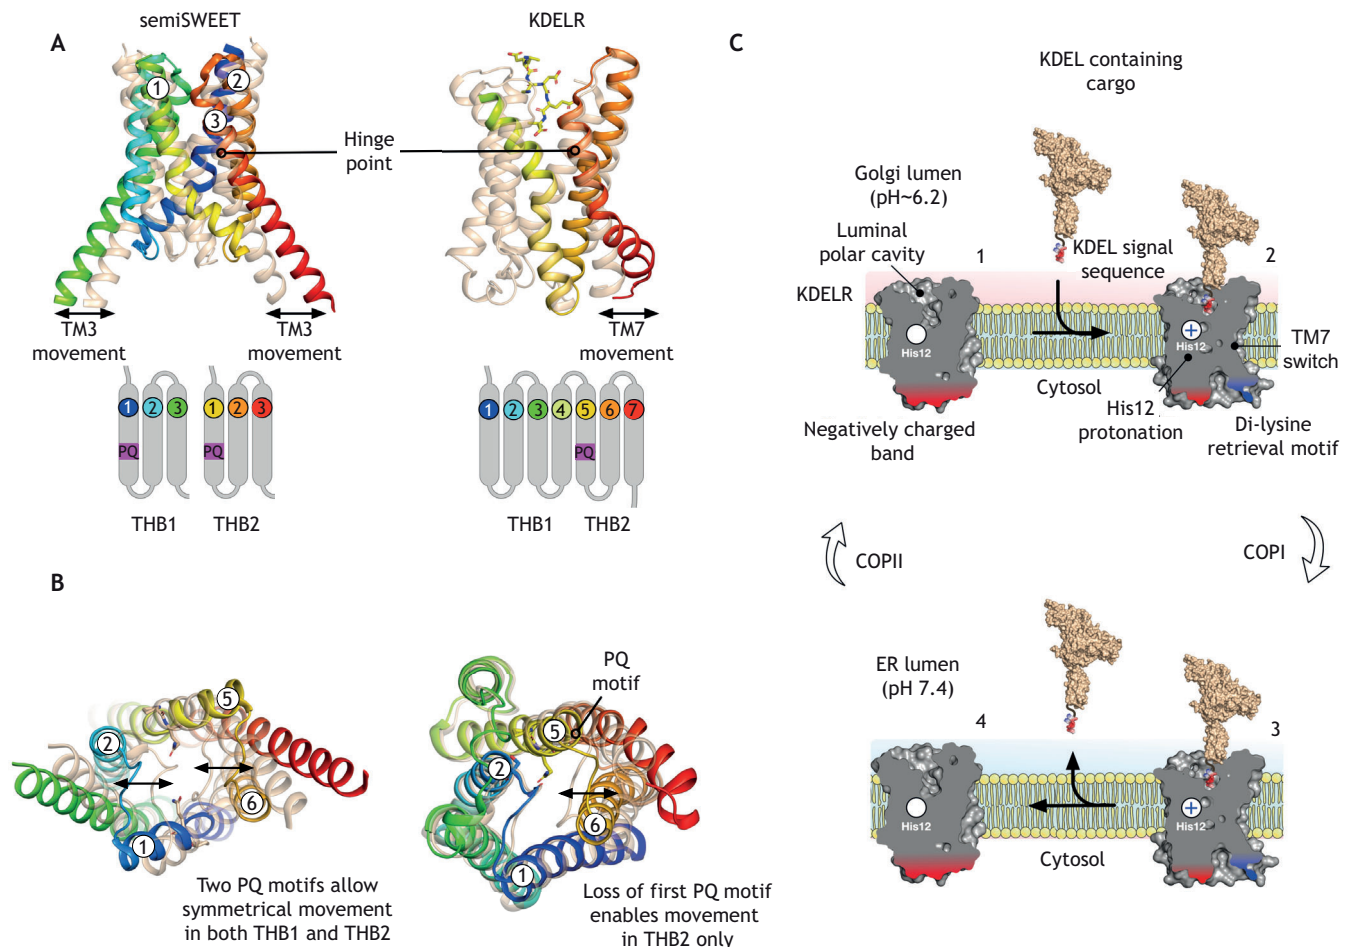 A
semiSWEET
KDELR
1
2
3
Hinge
point
TM3
movement
TM3
movement
TM7
movement
1
2
3
1
2
3
PQ
PQ
THB1
THB2
1
2
3
4
5
6
7
PQ
THB1
THB2
B
5
2
6
1
Two PQ motifs allow
symmetrical movement
in both THB1 and THB2
PQ
motif
5
2
6
1
Loss of first PQ motif
enables movement
in THB2 only
C
KDEL containing
cargo
Golgi lumen
(pH~6.2)
Luminal
polar cavity
1
KDEL signal
sequence
2
KDELR
His12
+
His12
TM7
switch
Cytosol
Negatively charged
band
His12
protonation
Di-lysine
retrieval motif
COPII
COPI
ER lumen
(pH 7.4)
4
3
His12
+
His12
Cytosol